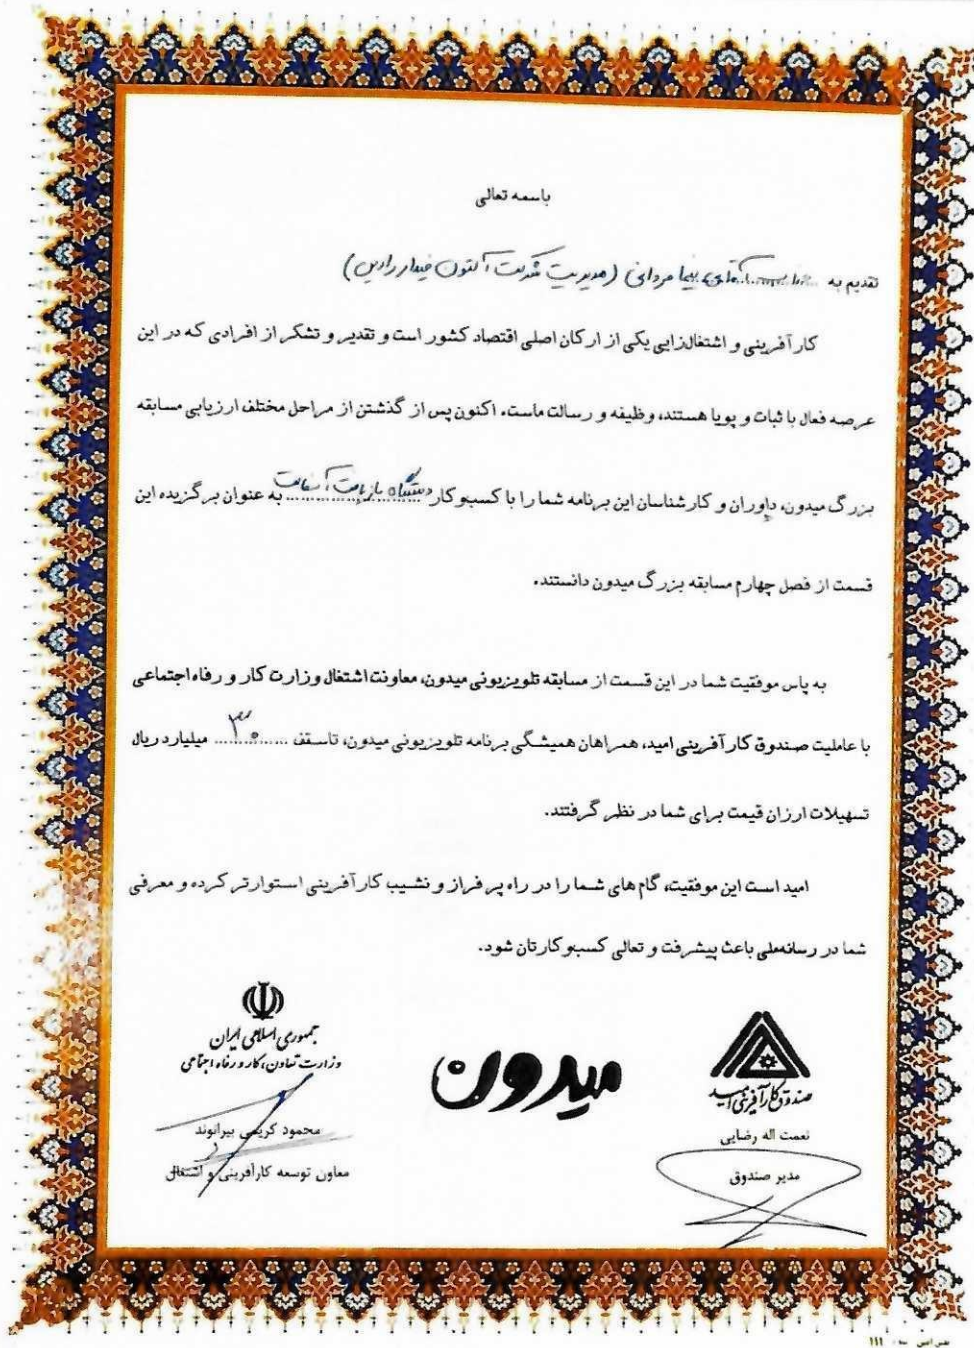 باسمه تعالی
تقدیم به جناب آقای نیما مردانی (مدیریت شرکت آلتون فیدار رادین)
کارآفرینی و اشتغالزایی یکی از ارکان اصلی اقتصاد کشور است و تقدیر و تشکر از افرادی که در این
عرصه فعال با ثبات و پویا هستند، وظیفه و رسالت ماست. اکنون پس از گذشتن از مراحل مختلف ارزیابی مسابقه
بزرگ میدون، داوران و کارشناسان این برنامه شما را با کسبوکار دستگاه بازیافت آسفالت به عنوان برگزیده این
قسمت از فصل چهارم مسابقه بزرگ میدون دانستند.
به پاس موفقیت شما در این قسمت از مسابقه تلویزیونی میدون، معاونت اشتغال وزارت کار و رفاه اجتماعی
با عاملیت صندوق کارآفرینی امید، همراهان همیشگی برنامه تلویزیونی میدون، تاسقف ۳۰ میلیارد ریال
تسهیلات ارزان قیمت برای شما در نظر گرفتند.
امید است این موفقیت، گام های شما را در راه پر فراز و نشیب کارآفرینی استوارتر کرده و معرفی
شما در رسانهملی باعث پیشرفت و تعالی کسبوکارتان شود.
جمهوری اسلامی ایران
وزارت تعاون، کار و رفاه اجتماعی
محمود کریمی بیرانوند
معاون توسعه کارآفرینی و اشتغال
میدون
صندوق کارآفرینی امید
نعمت اله رضایی
مدیر صندوق